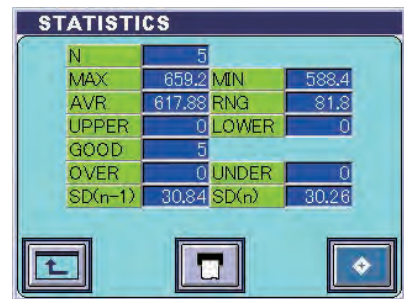 STATISTICS
N 5
MAX 659.2 MIN 588.4
AVR 617.88 RNG 81.8
UPPER 0 LOWER 0
GOOD 5
OVER 0 UNDER 0
SD(n-1) 30.84 SD(n) 30.26